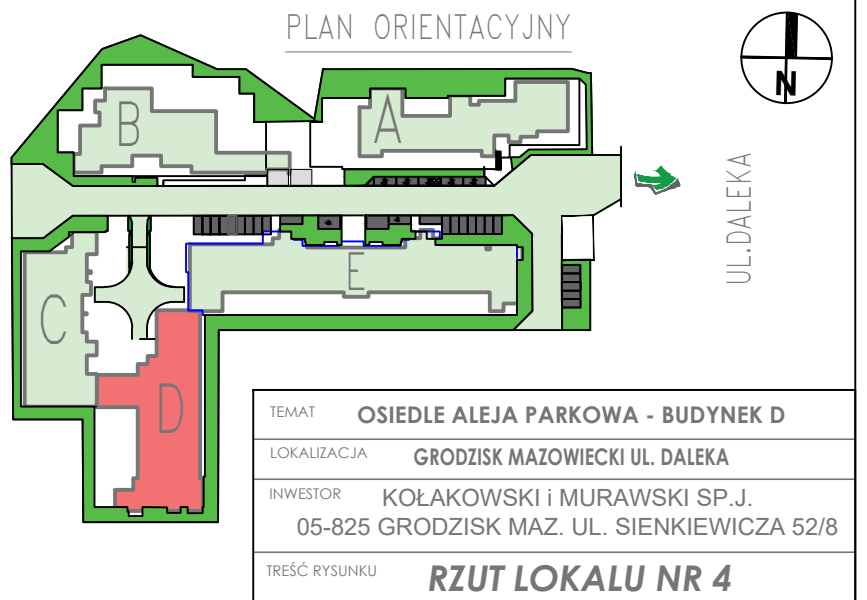 PLAN ORIENTACYJNY
N
B
A
UL.DALEKA
E
C
D
TEMAT OSIEDLE ALEJA PARKOWA - BUDYNEK D
LOKALIZACJA GRODZISK MAZOWIECKI UL. DALEKA
INWESTOR KOŁAKOWSKI i MURAWSKI SP.J.
05-825 GRODZISK MAZ. UL. SIENKIEWICZA 52/8
TREŚĆ RYSUNKU RZUT LOKALU NR 4